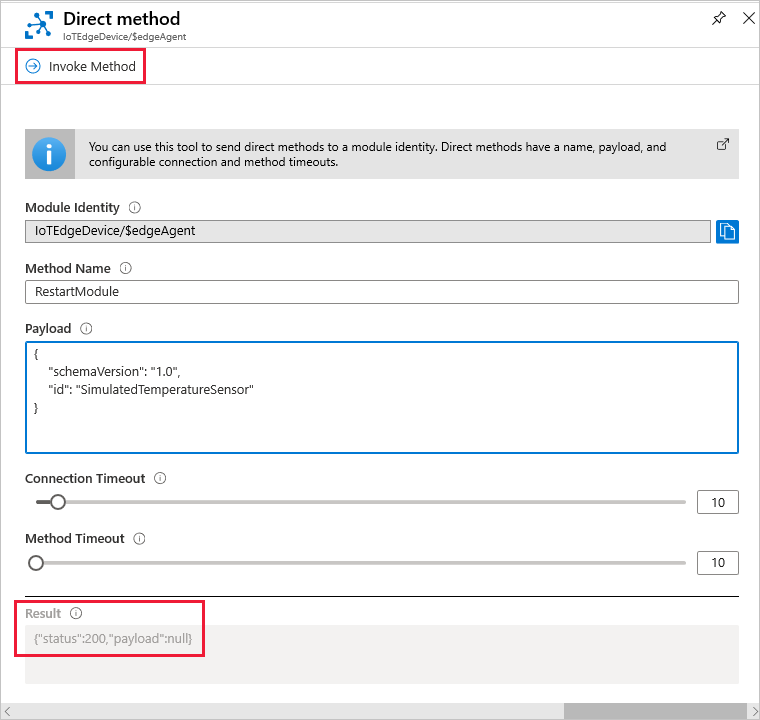 Direct method
IoTEdgeDevice/$edgeAgent
Invoke Method
You can use this tool to send direct methods to a module identity. Direct methods have a name, payload, and
configurable connection and method timeouts.
Module Identity
IoTEdgeDevice/$edgeAgent
Method Name
RestartModule
Payload
{
"schemaVersion": "1.0",
"id": "SimulatedTemperatureSensor"
}
Connection Timeout
10
Method Timeout
10
Result
{"status":200,"payload":null}